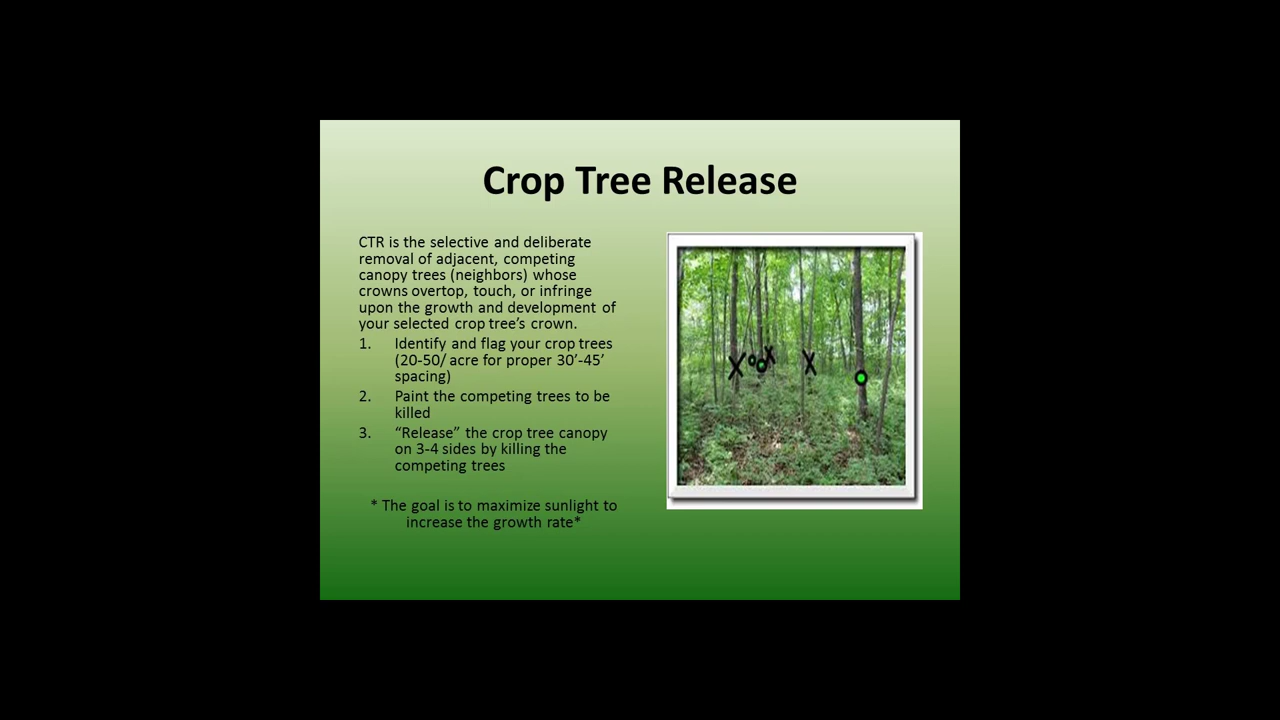 Crop Tree Release
CTR is the selective and deliberate
removal of adjacent, competing
canopy trees (neighbors) whose
crowns overtop, touch, or infringe
upon the growth and development of
your selected crop tree’s crown.
1. Identify and flag your crop trees
(20-50/ acre for proper 30’-45’
spacing)
2. Paint the competing trees to be
killed
3. “Release” the crop tree canopy
on 3-4 sides by killing the
competing trees
* The goal is to maximize sunlight to
increase the growth rate*